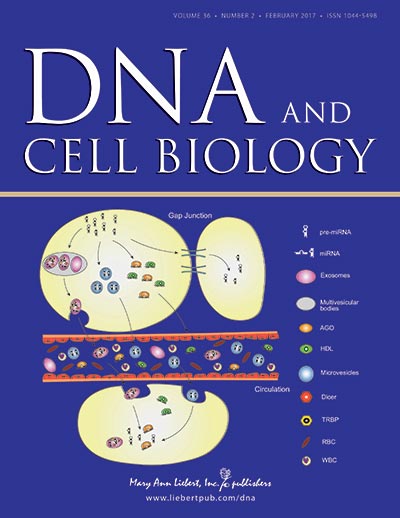 VOLUME 36 • NUMBER 2 • FEBRUARY 2017 • ISSN 1044-5498
DNA AND
CELL BIOLOGY
Gap Junction
pre-miRNA
miRNA
Exosomes
Multivesicular
bodies
AGO
HDL
Microvesicles
Dicer
TRBP
RBC
WBC
Circulation
Mary Ann Liebert, Inc. publishers
www.liebertpub.com/dna